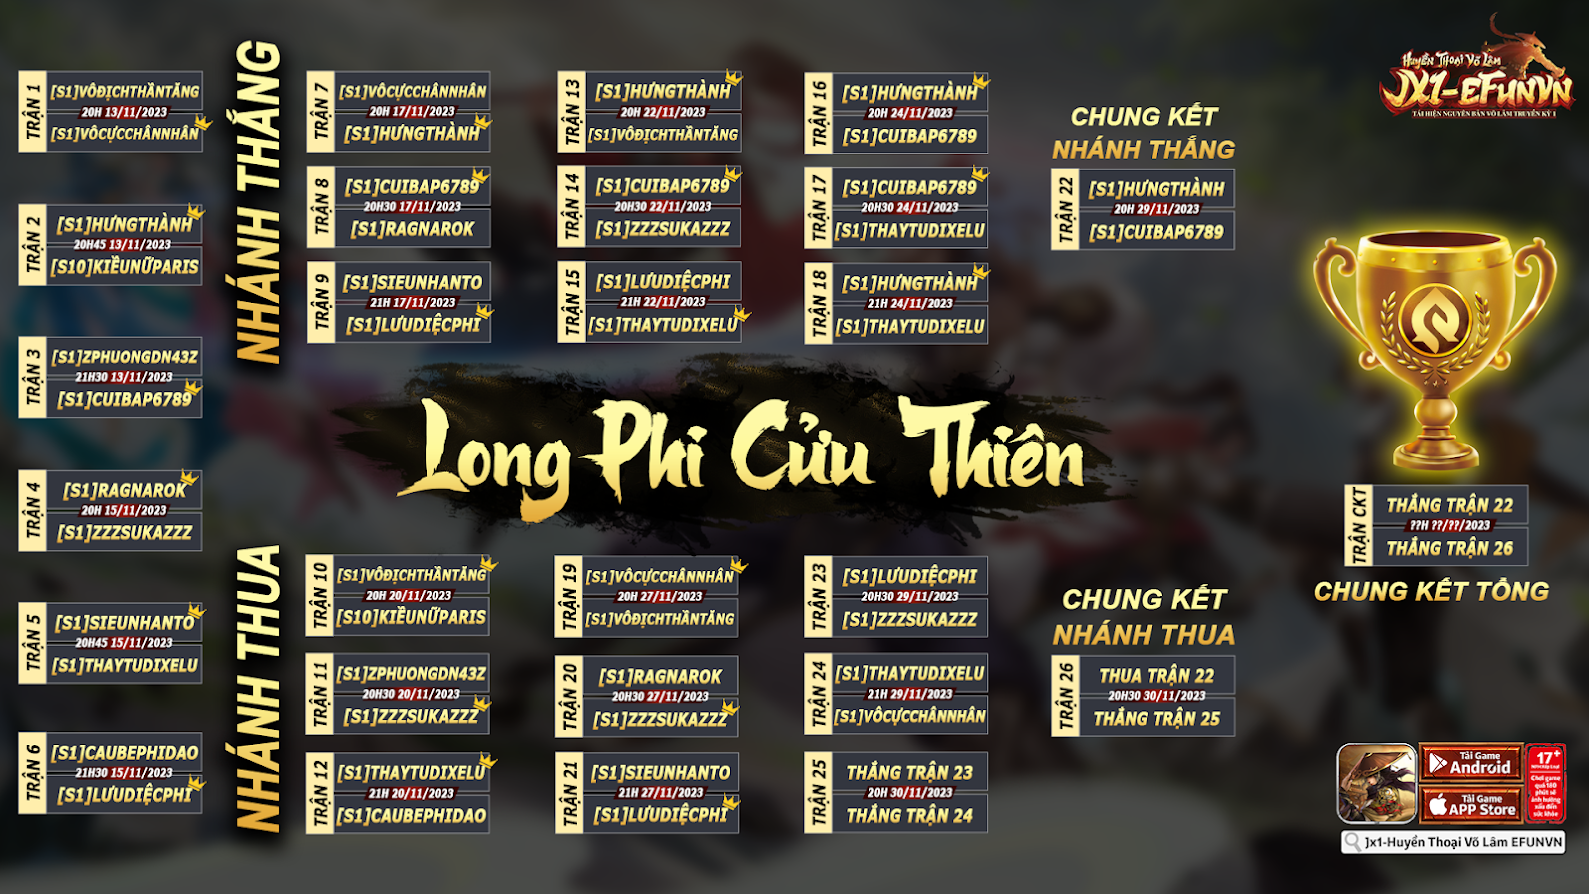 Huyền Thoại Võ Lâm
JX1-EFUNVN
TÁI HIỆN NGUYÊN BẢN VÕ LÂM TRUYỀN KỲ 1
NHÁNH THẮNG
TRẬN 1
[S1]VÔĐỊCHTHẦNTĂNG
20H 13/11/2023
[S1]VÔCỰCCHÂNNHÂN
TRẬN 2
[S1]HƯNGTHÀNH
20H45 13/11/2023
[S10]KIỀUNỮPARIS
TRẬN 3
[S1]ZPHUONGDN43Z
21H30 13/11/2023
[S1]CUIBAP6789
TRẬN 4
[S1]RAGNAROK
20H 15/11/2023
[S1]ZZZSUKAZZZ
TRẬN 5
[S1]SIEUNHANTO
20H45 15/11/2023
[S1]THAYTUDIXELU
TRẬN 6
[S1]CAUBEPHIDAO
21H30 15/11/2023
[S1]LƯUDIỆCPHI
TRẬN 7
[S1]VÔCỰCCHÂNNHÂN
20H 17/11/2023
[S1]HƯNGTHÀNH
TRẬN 8
[S1]CUIBAP6789
20H30 17/11/2023
[S1]RAGNAROK
TRẬN 9
[S1]SIEUNHANTO
21H 17/11/2023
[S1]LƯUDIỆCPHI
TRẬN 13
[S1]HƯNGTHÀNH
20H 22/11/2023
[S1]VÔĐỊCHTHẦNTĂNG
TRẬN 14
[S1]CUIBAP6789
20H30 22/11/2023
[S1]ZZZSUKAZZZ
TRẬN 15
[S1]LƯUDIỆCPHI
21H 22/11/2023
[S1]THAYTUDIXELU
TRẬN 16
[S1]HƯNGTHÀNH
20H 24/11/2023
[S1]CUIBAP6789
TRẬN 17
[S1]CUIBAP6789
20H30 24/11/2023
[S1]THAYTUDIXELU
TRẬN 18
[S1]HƯNGTHÀNH
21H 24/11/2023
[S1]THAYTUDIXELU
CHUNG KẾT
NHÁNH THẮNG
TRẬN 22
[S1]HƯNGTHÀNH
20H 29/11/2023
[S1]CUIBAP6789
Long Phi Cửu Thiên
NHÁNH THUA
TRẬN 10
[S1]VÔĐỊCHTHẦNTĂNG
20H 20/11/2023
[S10]KIỀUNỮPARIS
TRẬN 11
[S1]ZPHUONGDN43Z
20H30 20/11/2023
[S1]ZZZSUKAZZZ
TRẬN 12
[S1]THAYTUDIXELU
21H 20/11/2023
[S1]CAUBEPHIDAO
TRẬN 19
[S1]VÔCỰCCHÂNNHÂN
20H 27/11/2023
[S1]VÔĐỊCHTHẦNTĂNG
TRẬN 20
[S1]RAGNAROK
20H30 27/11/2023
[S1]ZZZSUKAZZZ
TRẬN 21
[S1]SIEUNHANTO
21H 27/11/2023
[S1]LƯUDIỆCPHI
TRẬN 23
[S1]LƯUDIỆCPHI
20H30 29/11/2023
[S1]ZZZSUKAZZZ
TRẬN 24
[S1]THAYTUDIXELU
21H 29/11/2023
[S1]VÔCỰCCHÂNNHÂN
TRẬN 25
THẮNG TRẬN 23
20H 30/11/2023
THẮNG TRẬN 24
CHUNG KẾT
NHÁNH THUA
TRẬN 26
THUA TRẬN 22
20H30 30/11/2023
THẮNG TRẬN 25
TRẬN CKT
THẮNG TRẬN 22
??H ??/??/2023
THẮNG TRẬN 26
CHUNG KẾT TỔNG
Tải Game
Android
Tải Game
APP Store
17+
Chơi game
quá 180
phút sẽ
ảnh hưởng
xấu đến
sức khỏe
Jx1-Huyền Thoại Võ Lâm EFUNVN